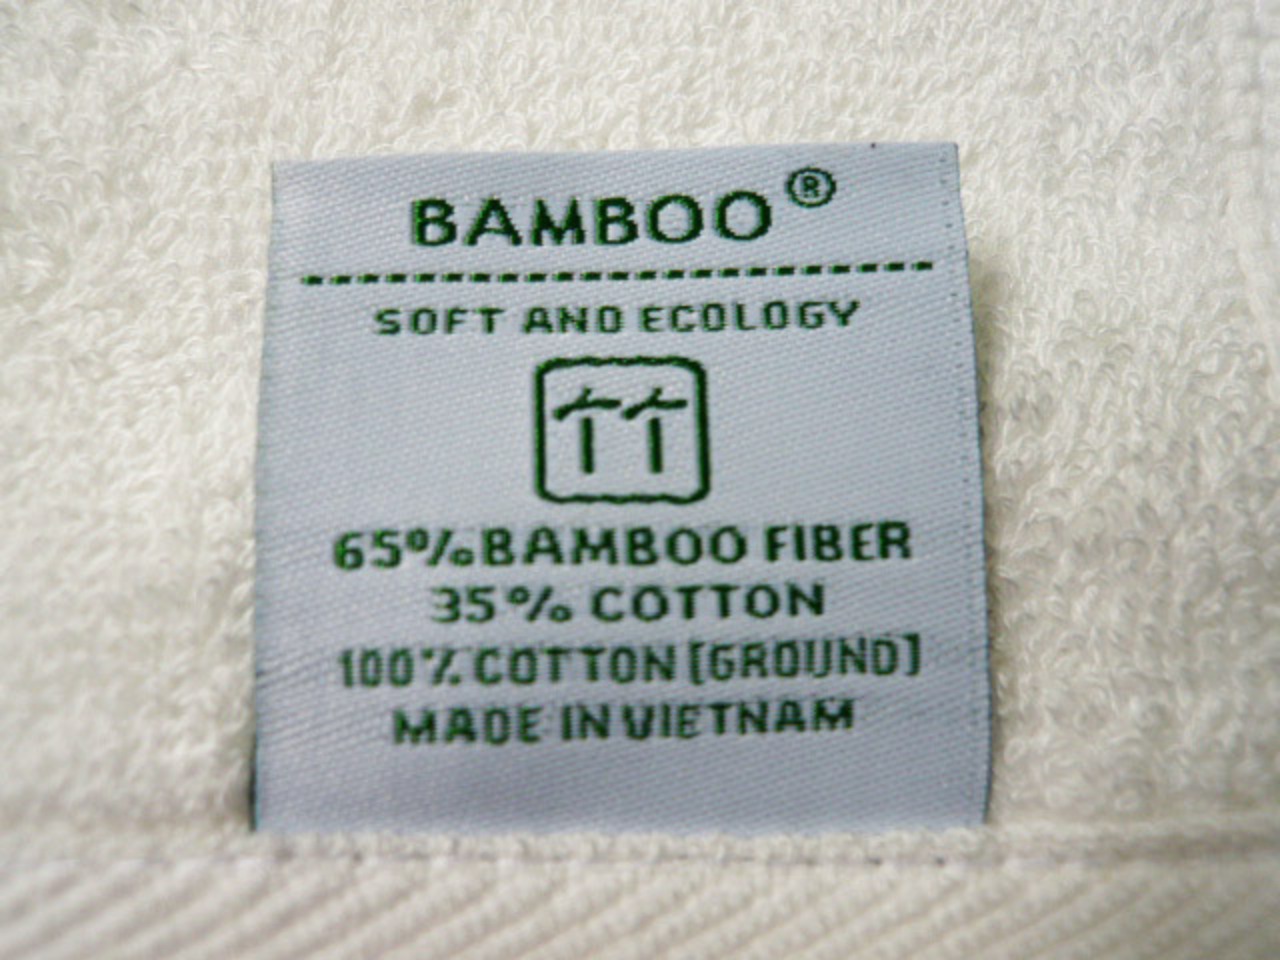 BAMBOO®
SOFT AND ECOLOGY
65%BAMBOO FIBER
35% COTTON
100% COTTON [GROUND]
MADE IN VIETNAM